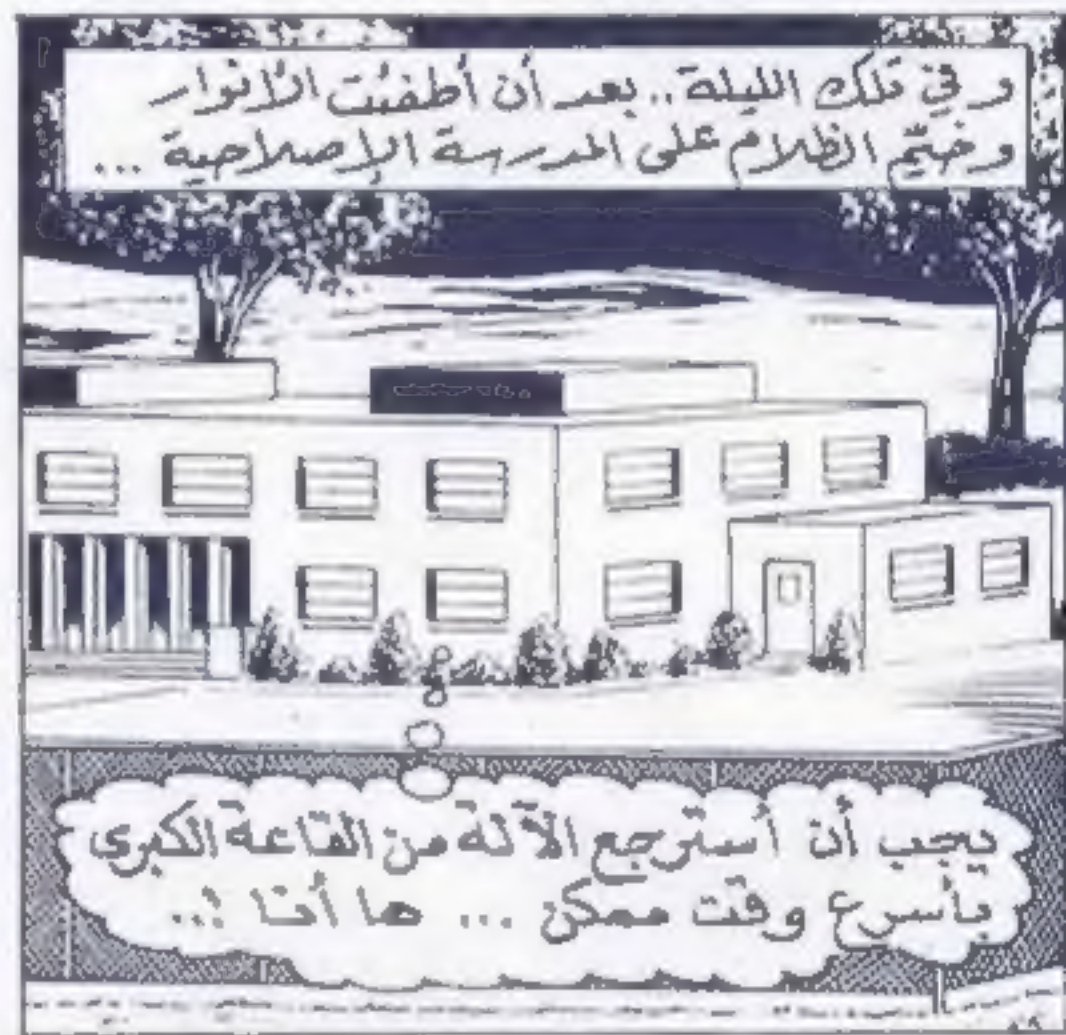 و في تلك الليلة.. بعد أن أطفئت الأنوار
وخيّم الظلام على المدرسة الإصلاحية ...
يجب أن أسترجع الآلة من القاعة الكبرى
بأسرع وقت ممكن ... ها أنا !..